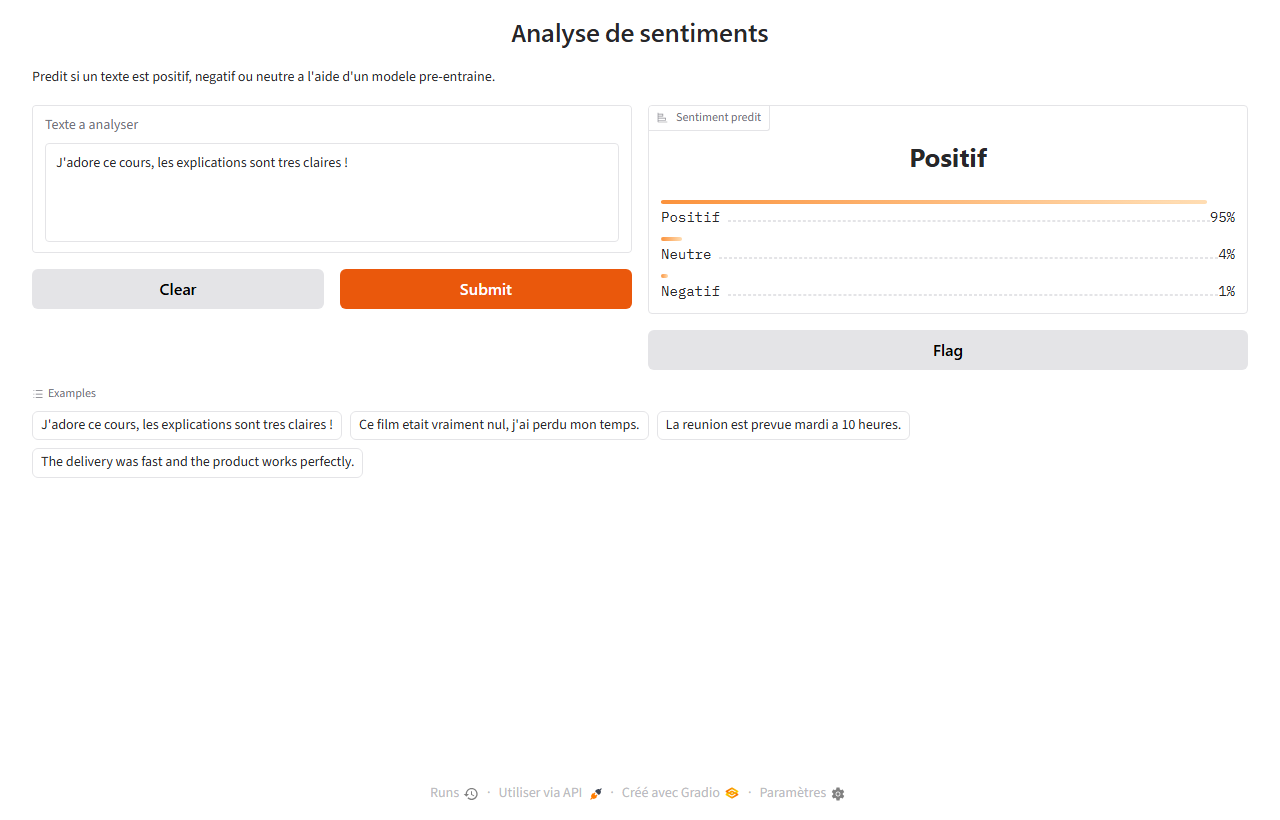 Analyse de sentiments
Predit si un texte est positif, negatif ou neutre a l'aide d'un modele pre-entraine.
Texte a analyser
J'adore ce cours, les explications sont tres claires !
Clear
Submit
Sentiment predit
Positif
Positif 95%
Neutre 4%
Negatif 1%
Flag
Examples
J'adore ce cours, les explications sont tres claires !
Ce film etait vraiment nul, j'ai perdu mon temps.
La reunion est prevue mardi a 10 heures.
The delivery was fast and the product works perfectly.
Runs · Utiliser via API · Créé avec Gradio · Paramètres